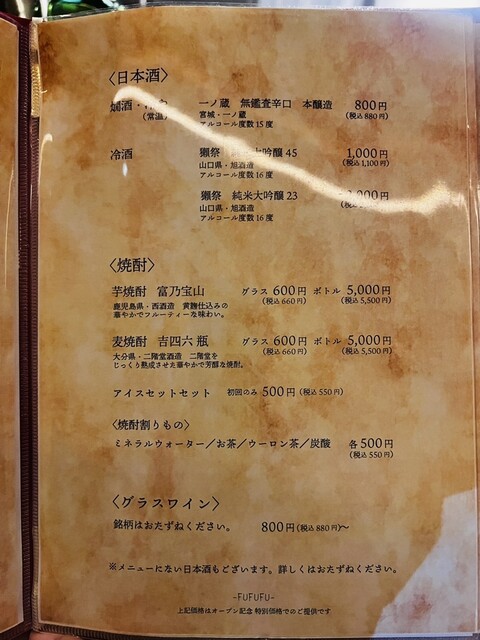 〈日本酒〉
燗酒・ 一ノ蔵 無鑑査辛口 本醸造 800円
(常温) 宮城・一ノ蔵 (税込880円)
アルコール度数15度
冷酒 獺祭 大吟醸45 1,000円
山口県・旭酒造 (税込1,100円)
アルコール度数16度
獺祭 純米大吟醸23
山口県・旭酒造
アルコール度数16度
〈焼酎〉
芋焼酎 富乃宝山 グラス 600円 ボトル 5,000円
(税込660円) (税込5,500円)
鹿児島県・西酒造 黄麹仕込みの
華やかでフルーティーな味わい。
麦焼酎 吉四六 瓶 グラス 600円 ボトル 5,000円
(税込660円) (税込5,500円)
大分県・二階堂酒造 二階堂を
じっくり熟成させた華やかで芳醇な焼酎。
アイスセットセット 初回のみ 500円(税込550円)
〈焼酎割りもの〉
ミネラルウォーター／お茶／ウーロン茶／炭酸 各500円
(税込550円)
〈グラスワイン〉
銘柄はおたずねください。 800円(税込880円)〜
※メニューにない日本酒もございます。詳しくはおたずねください。
-FUFUFU-
上記価格はオープン記念 特別価格でのご提供です